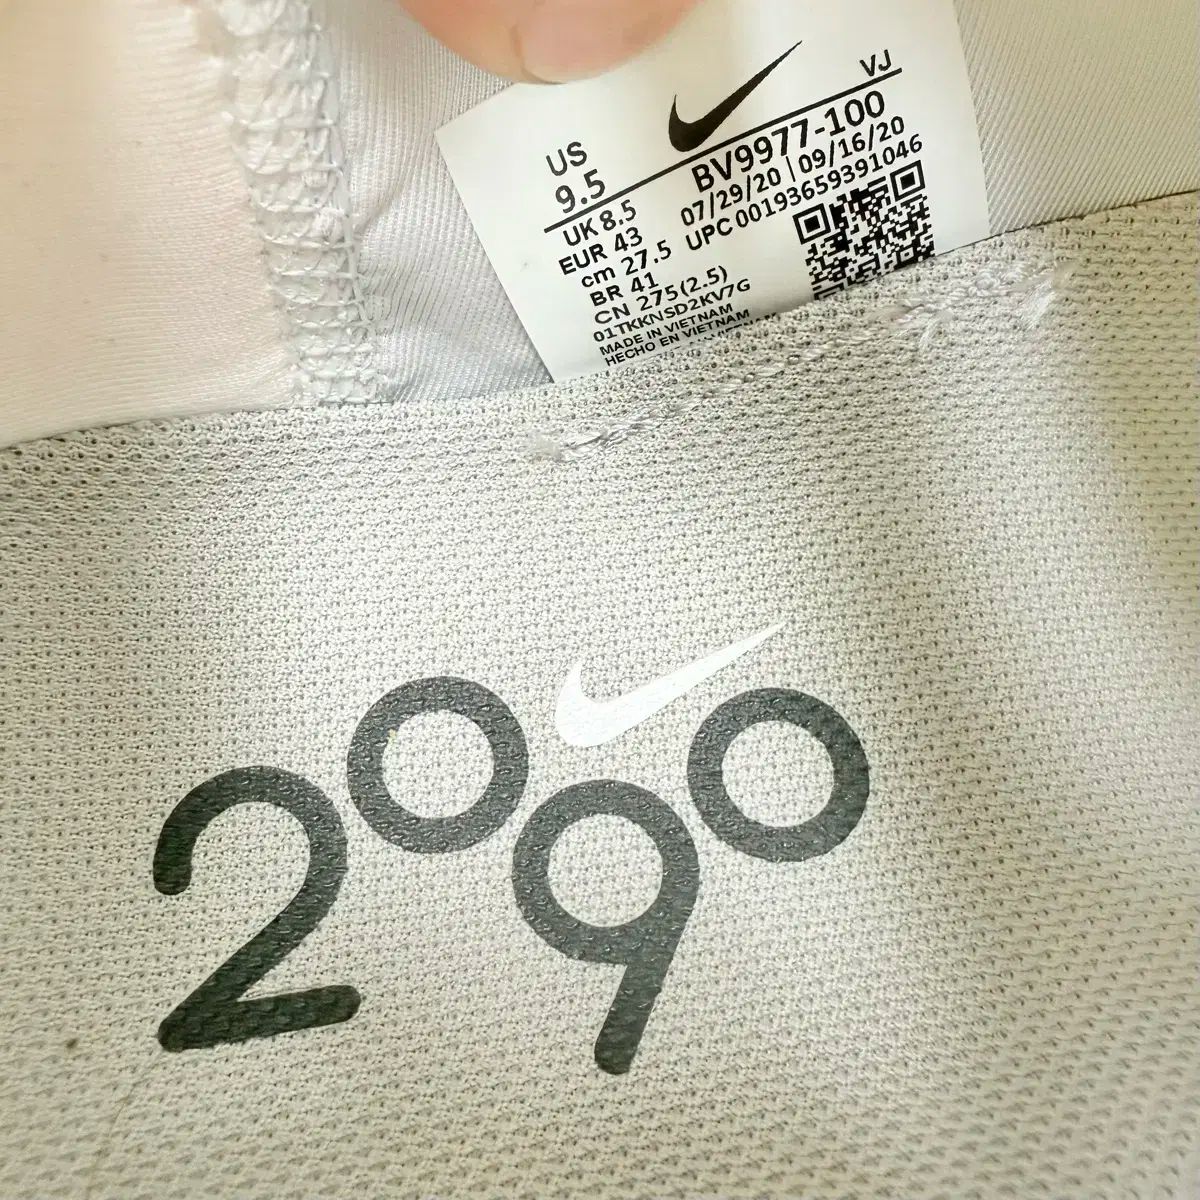 VJ
US
9.5
BV9977-100
07/29/20 | 09/16/20
UPC 00193659391046
UK 8.5
EUR 43
cm 27.5
BR 41
CN 275(2.5)
01TKKNSD2KV7G
MADE IN VIETNAM
HECHO EN VIETNAM
2090